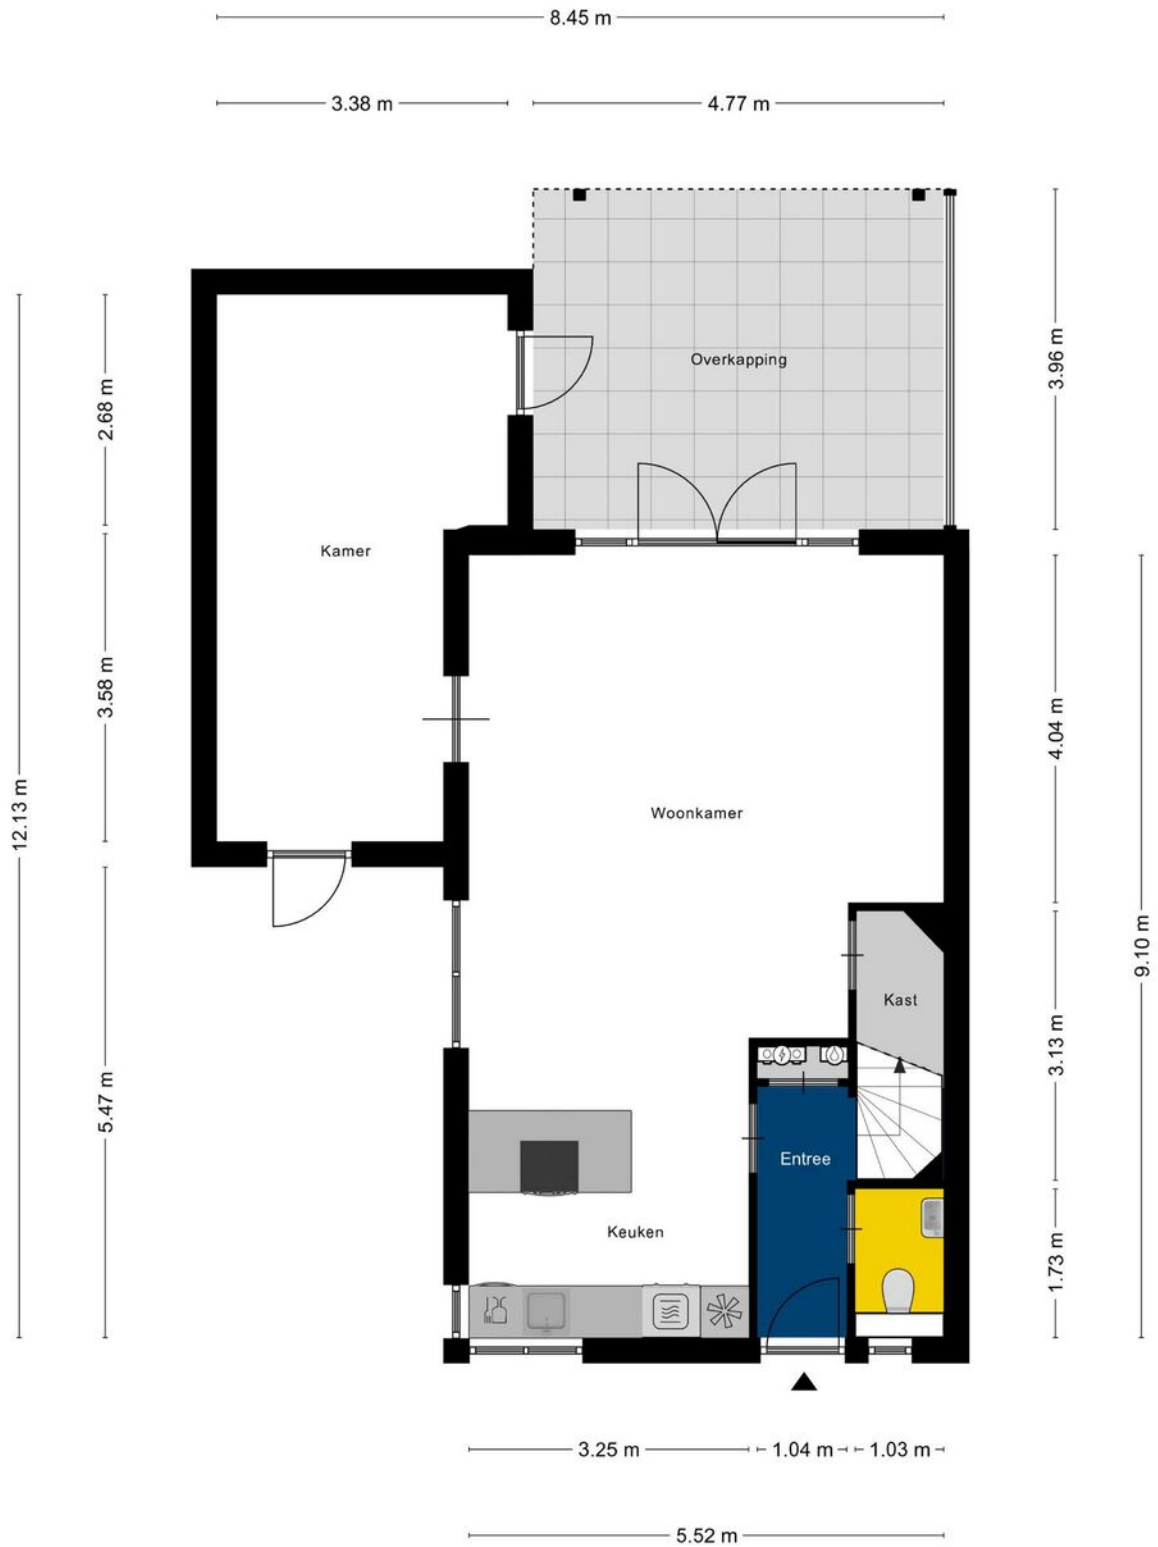 8.45 m
3.38 m
4.77 m
Overkapping
3.96 m
2.68 m
Kamer
3.58 m
4.04 m
12.13 m
Woonkamer
9.10 m
Kast
3.13 m
5.47 m
Entree
Keuken
1.73 m
3.25 m
1.04 m
1.03 m
5.52 m